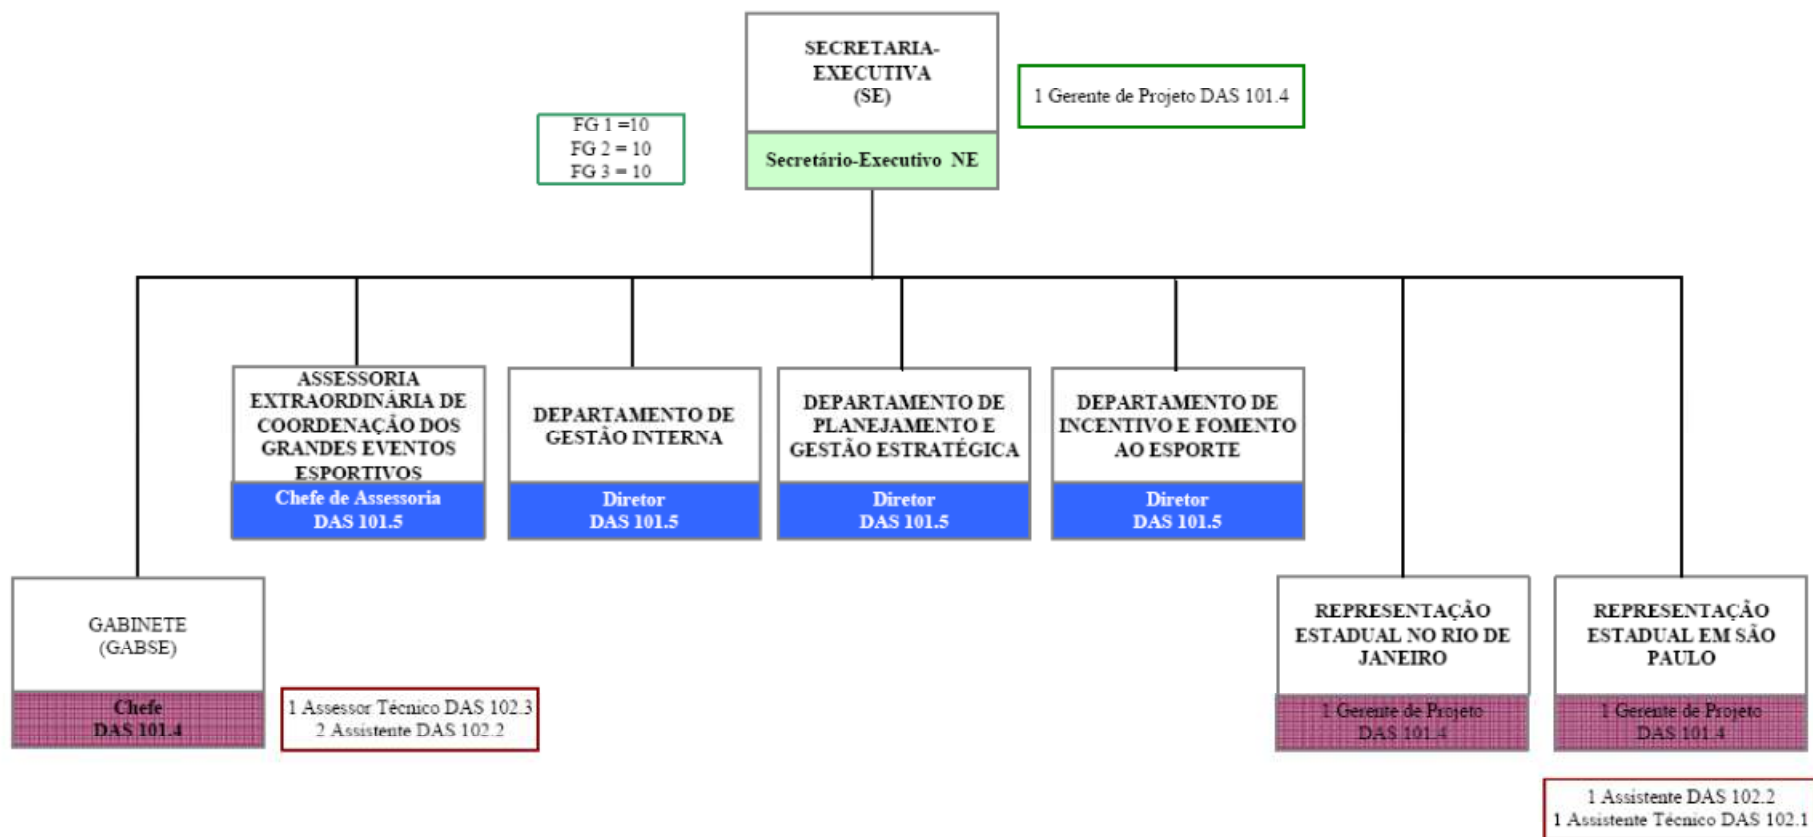 SECRETARIA-
EXECUTIVA
(SE)
Secretário-Executivo NE
1 Gerente de Projeto DAS 101.4
FG 1 =10
FG 2 = 10
FG 3 = 10
ASSESSORIA
EXTRAORDINÁRIA DE
COORDENAÇÃO DOS
GRANDES EVENTOS
ESPORTIVOS
Chefe de Assessoria
DAS 101.5
DEPARTAMENTO DE
GESTÃO INTERNA
Diretor
DAS 101.5
DEPARTAMENTO DE
PLANEJAMENTO E
GESTÃO ESTRATÉGICA
Diretor
DAS 101.5
DEPARTAMENTO DE
INCENTIVO E FOMENTO
AO ESPORTE
Diretor
DAS 101.5
GABINETE
(GABSE)
Chefe
DAS 101.4
1 Assessor Técnico DAS 102.3
2 Assistente DAS 102.2
REPRESENTAÇÃO
ESTADUAL NO RIO DE
JANEIRO
1 Gerente de Projeto
DAS 101.4
REPRESENTAÇÃO
ESTADUAL EM SÃO
PAULO
1 Gerente de Projeto
DAS 101.4
1 Assistente DAS 102.2
1 Assistente Técnico DAS 102.1